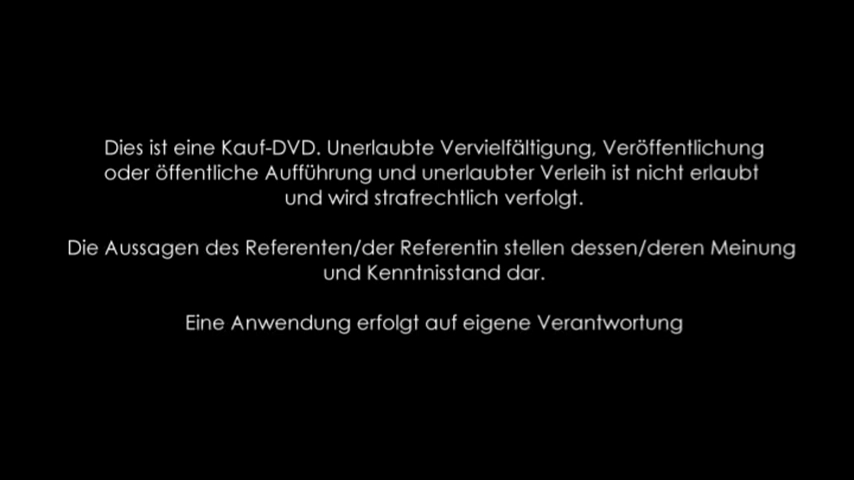 Dies ist eine Kauf-DVD. Unerlaubte Vervielfältigung, Veröffentlichung
oder öffentliche Aufführung und unerlaubter Verleih ist nicht erlaubt
und wird strafrechtlich verfolgt.
Die Aussagen des Referenten/der Referentin stellen dessen/deren Meinung
und Kenntnisstand dar.
Eine Anwendung erfolgt auf eigene Verantwortung